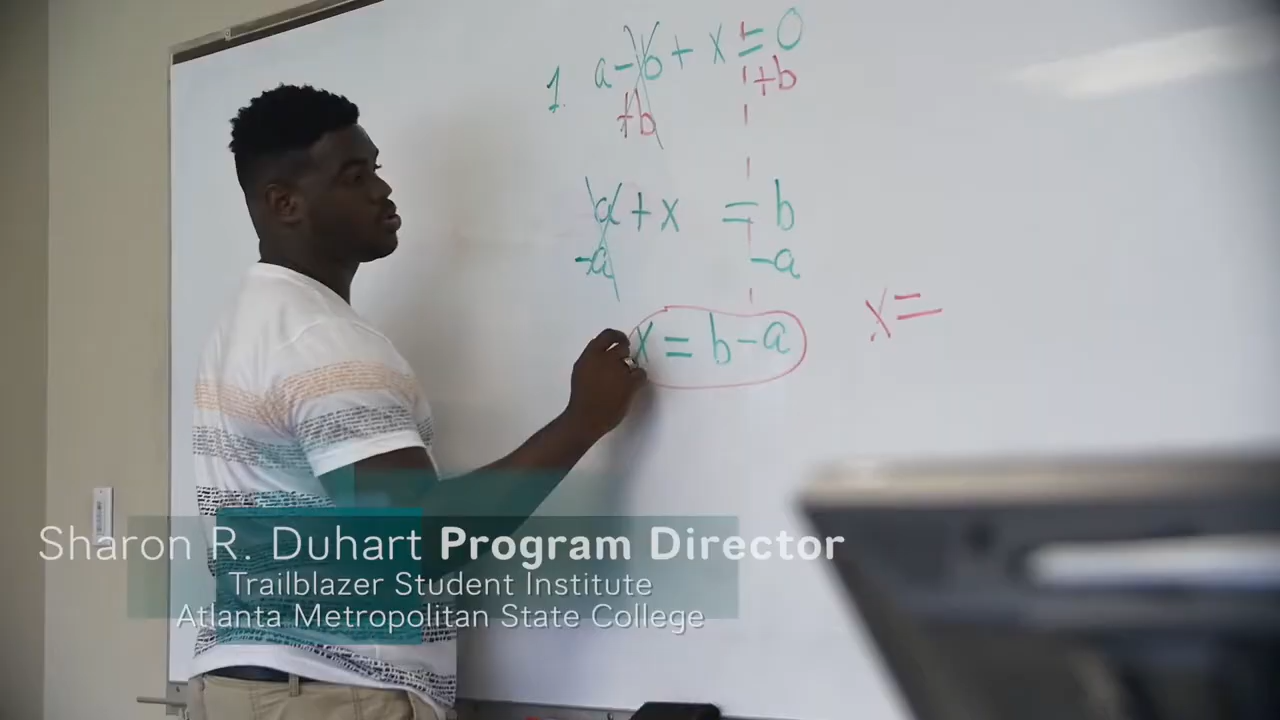 1. a - b + x = 0
+b +b
a + x = b
-a -a
x = b - a
x =
Sharon R. Duhart Program Director
Trailblazer Student Institute
Atlanta Metropolitan State College